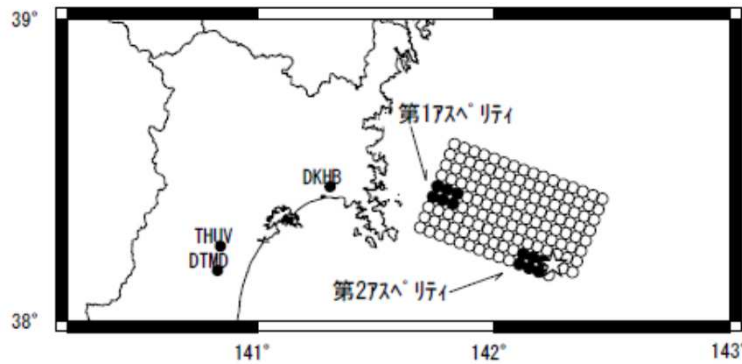 39°
第1ｱｽﾍﾟﾘﾃｨ
DKHB
THUV
DTMD
第2ｱｽﾍﾟﾘﾃｨ
38°
141°
142°
143°